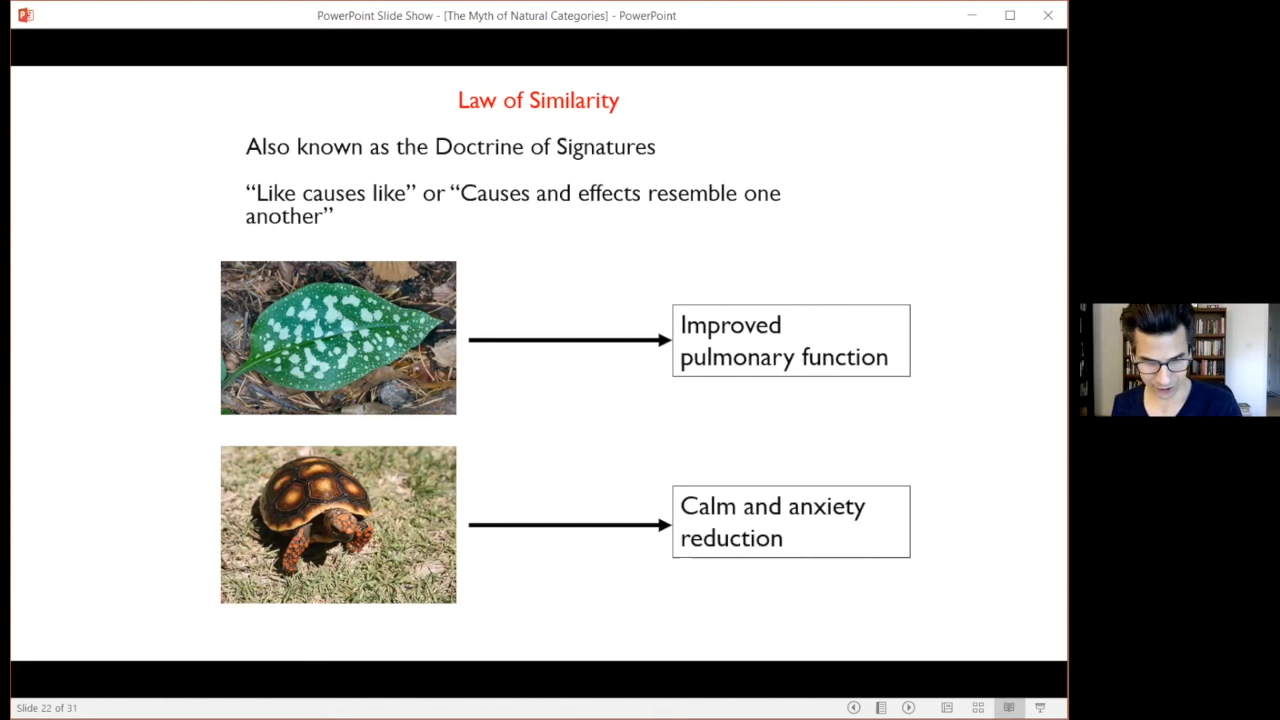 PowerPoint Slide Show - [The Myth of Natural Categories] - PowerPoint
Law of Similarity
Also known as the Doctrine of Signatures
“Like causes like” or “Causes and effects resemble one
another”
Improved
pulmonary function
Calm and anxiety
reduction
Slide 22 of 31